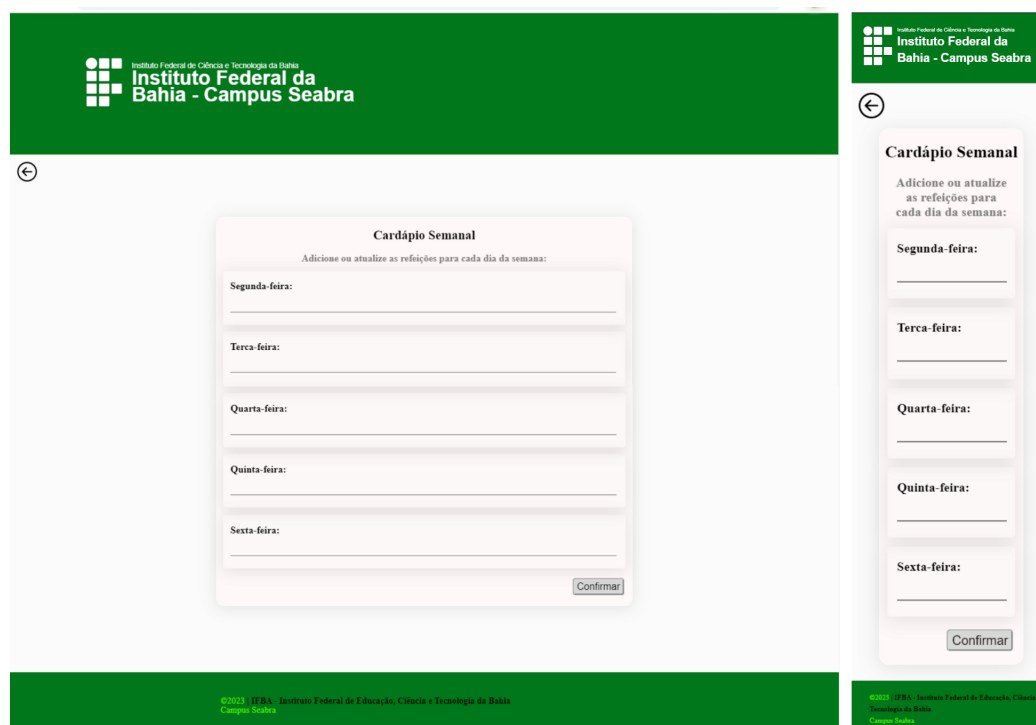 Instituto Federal de Ciência e Tecnologia da Bahia
Instituto Federal da
Bahia - Campus Seabra
Cardápio Semanal
Adicione ou atualize as refeições para cada dia da semana:
Segunda-feira:
Terca-feira:
Quarta-feira:
Quinta-feira:
Sexta-feira:
Confirmar
©2023 | IFBA - Instituto Federal de Educação, Ciência e Tecnologia da Bahia
Campus Seabra
Instituto Federal de Ciência e Tecnologia da Bahia
Instituto Federal da
Bahia - Campus Seabra
Cardápio Semanal
Adicione ou atualize
as refeições para
cada dia da semana:
Segunda-feira:
Terca-feira:
Quarta-feira:
Quinta-feira:
Sexta-feira:
Confirmar
©2023 | IFBA - Instituto Federal de Educação, Ciência
Tecnologia da Bahia
Campus Seabra